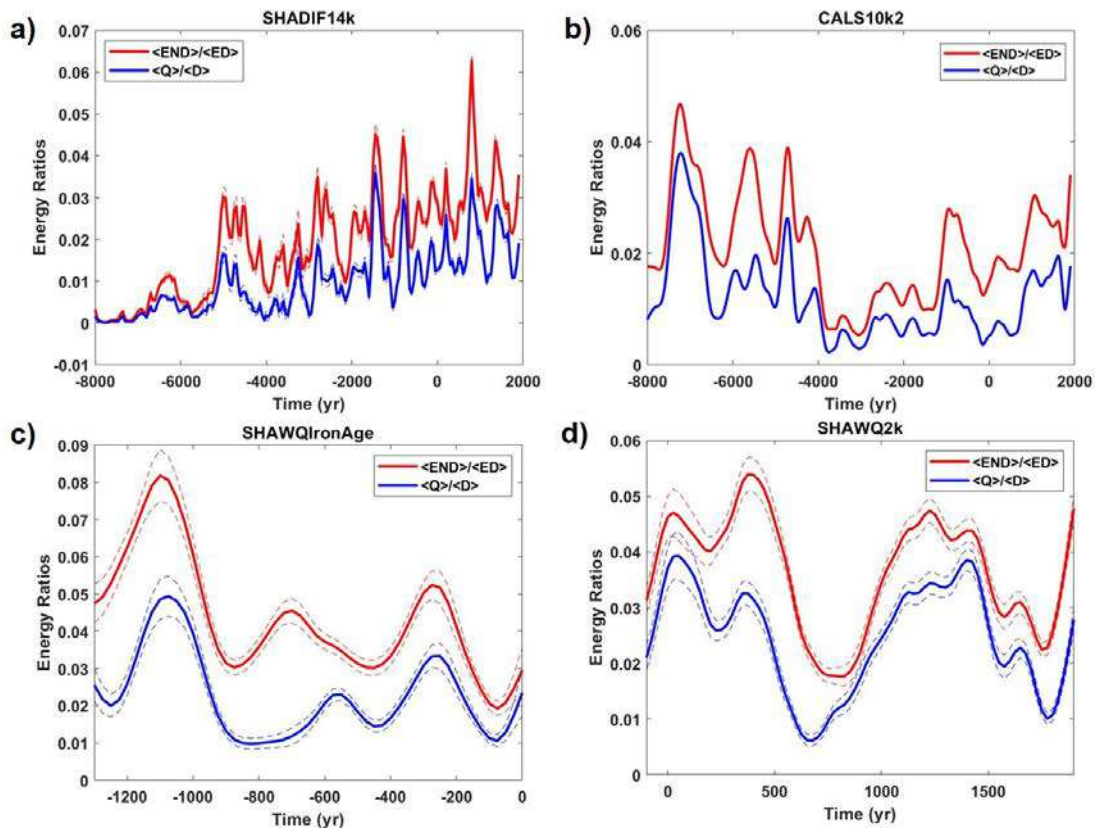 a)
SHADIF14k
0.07
0.06
0.05
0.04
0.03
0.02
0.01
0
-0.01
Energy Ratios
<END>/<ED>
<Q>/<D>
-8000 -6000 -4000 -2000 0 2000
Time (yr)
b)
CALS10k2
0.06
0.04
0.02
0
Energy Ratios
<END>/<ED>
<Q>/<D>
-8000 -6000 -4000 -2000 0 2000
Time (yr)
c)
SHAWQIronAge
0.09
0.08
0.07
0.06
0.05
0.04
0.03
0.02
0.01
0
Energy Ratios
<END>/<ED>
<Q>/<D>
-1200 -1000 -800 -600 -400 -200 0
Time (yr)
d)
SHAWQ2k
0.06
0.05
0.04
0.03
0.02
0.01
0
Energy Ratios
<END>/<ED>
<Q>/<D>
0 500 1000 1500
Time (yr)